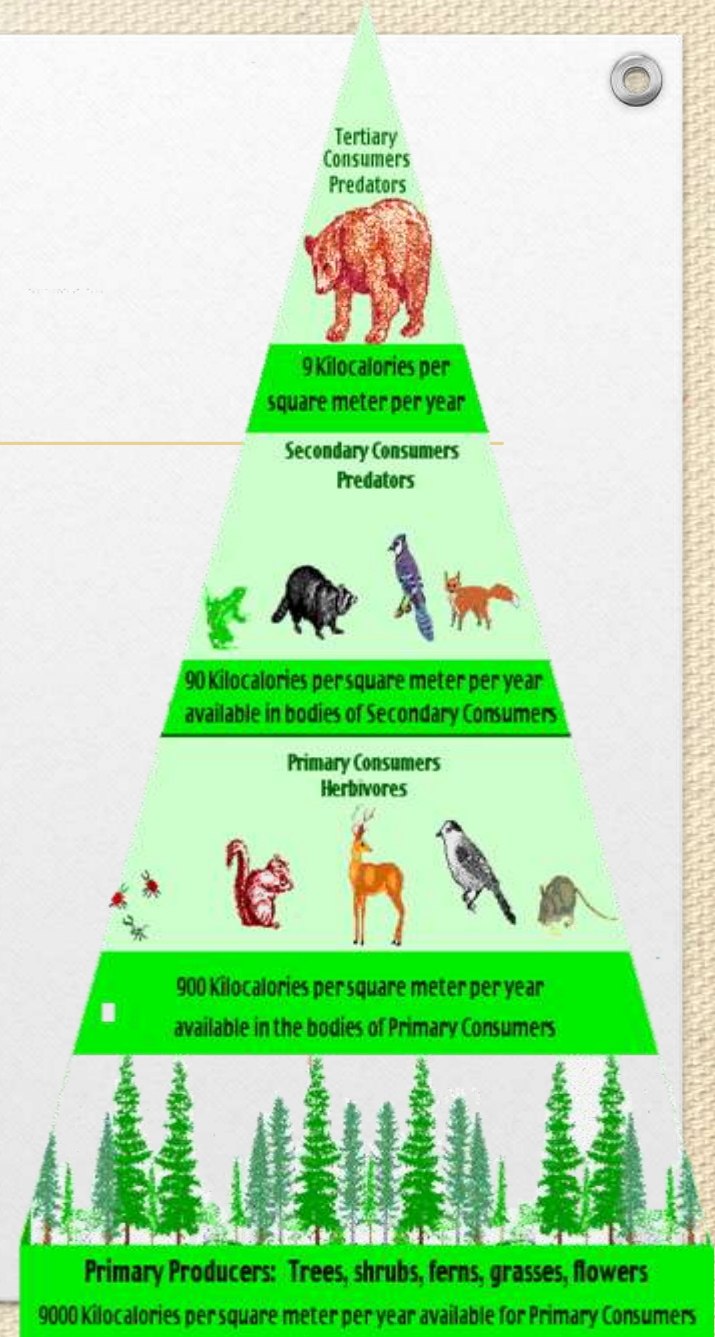 Tertiary
Consumers
Predators
9 Kilocalories per
square meter per year
Secondary Consumers
Predators
90 Kilocalories per square meter per year
available in bodies of Secondary Consumers
Primary Consumers
Herbivores
900 Kilocalories per square meter per year
available in the bodies of Primary Consumers
Primary Producers: Trees, shrubs, ferns, grasses, flowers
9000 Kilocalories per square meter per year available for Primary Consumers